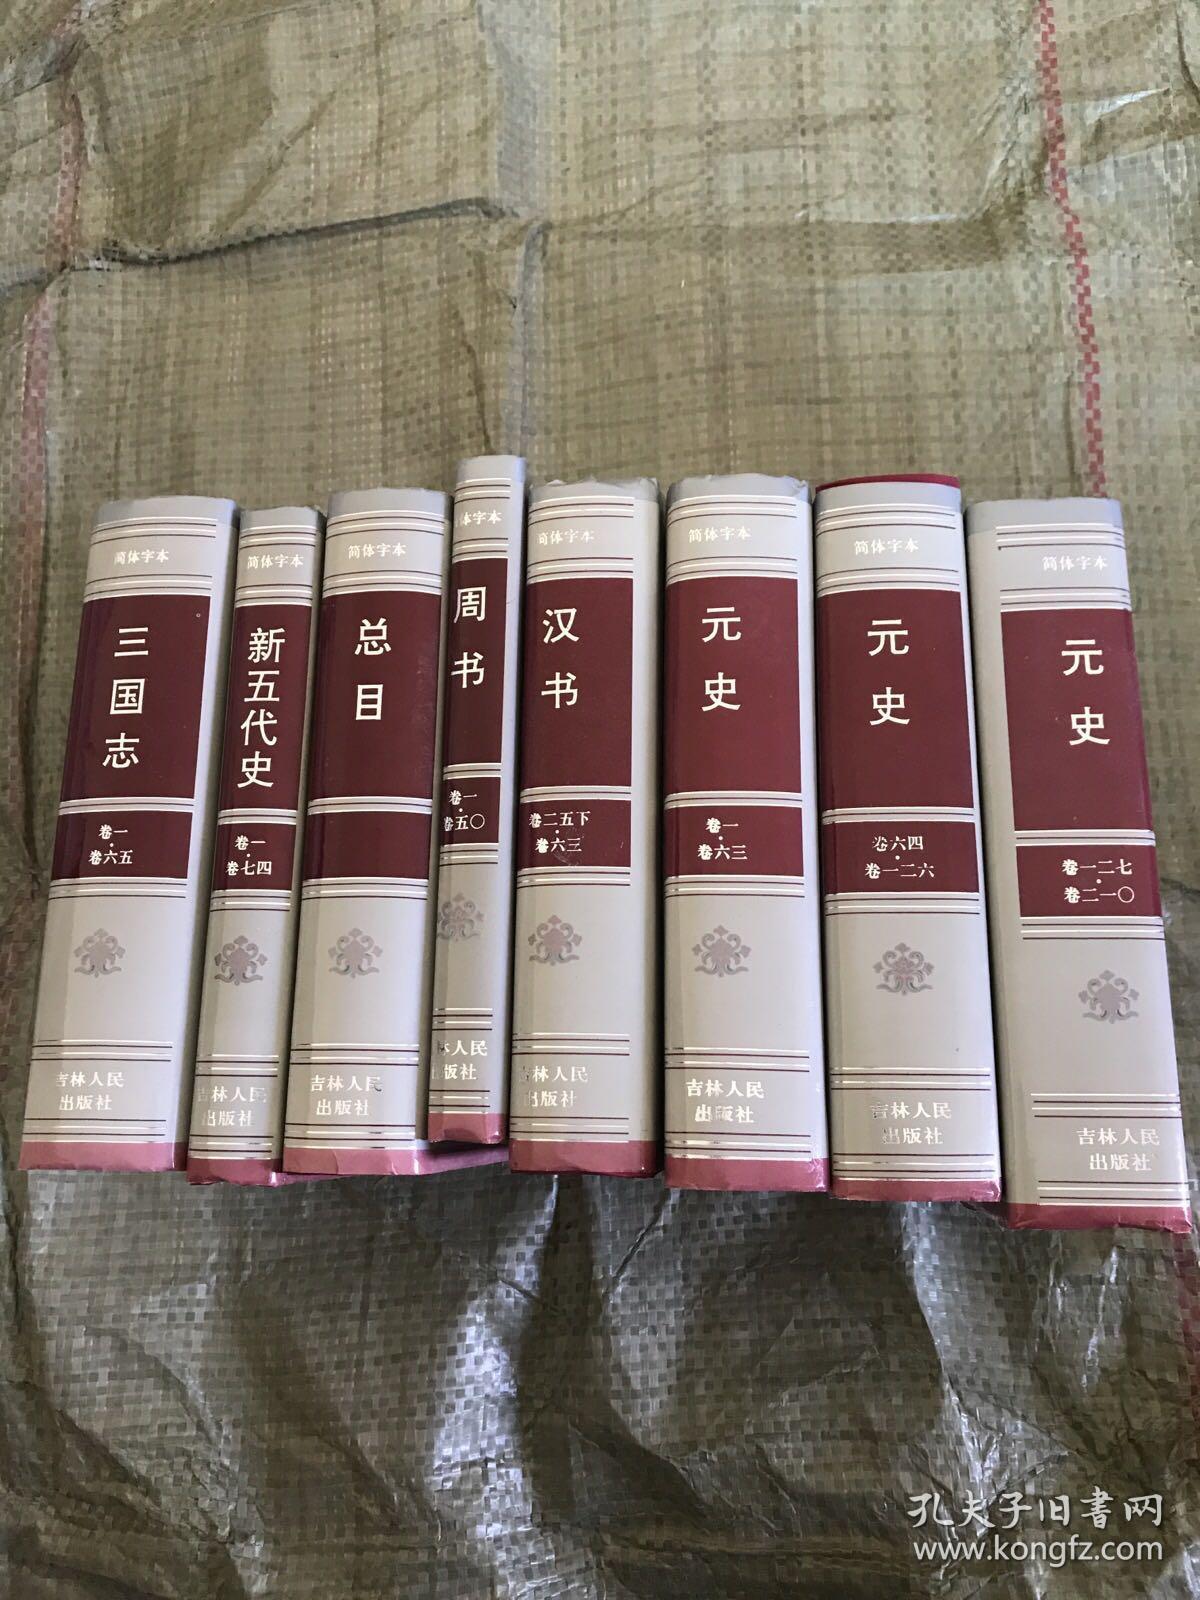 简体字本
三国志
卷一
·
卷六五
吉林人民
出版社
简体字本
新五代史
卷一
·
卷七四
吉林人民
出版社
简体字本
总目
吉林人民
出版社
体字本
周书
卷一
·
卷五〇
林人民
出版社
简体字本
汉书
卷二五下
·
卷六三
吉林人民
出版社
简体字本
元史
卷一
·
卷六三
吉林人民
出版社
简体字本
元史
卷六四
·
卷一二六
吉林人民
出版社
简体字本
元史
卷一二七
·
卷二一〇
吉林人民
出版社
孔夫子旧書网
www.kongfz.com